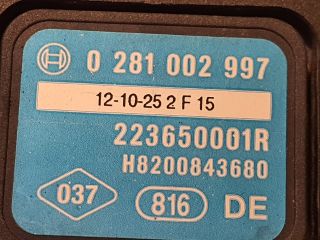 0 281 002 997
12-10-25 2 F 15
223650001R
H8200843680
037 816 DE